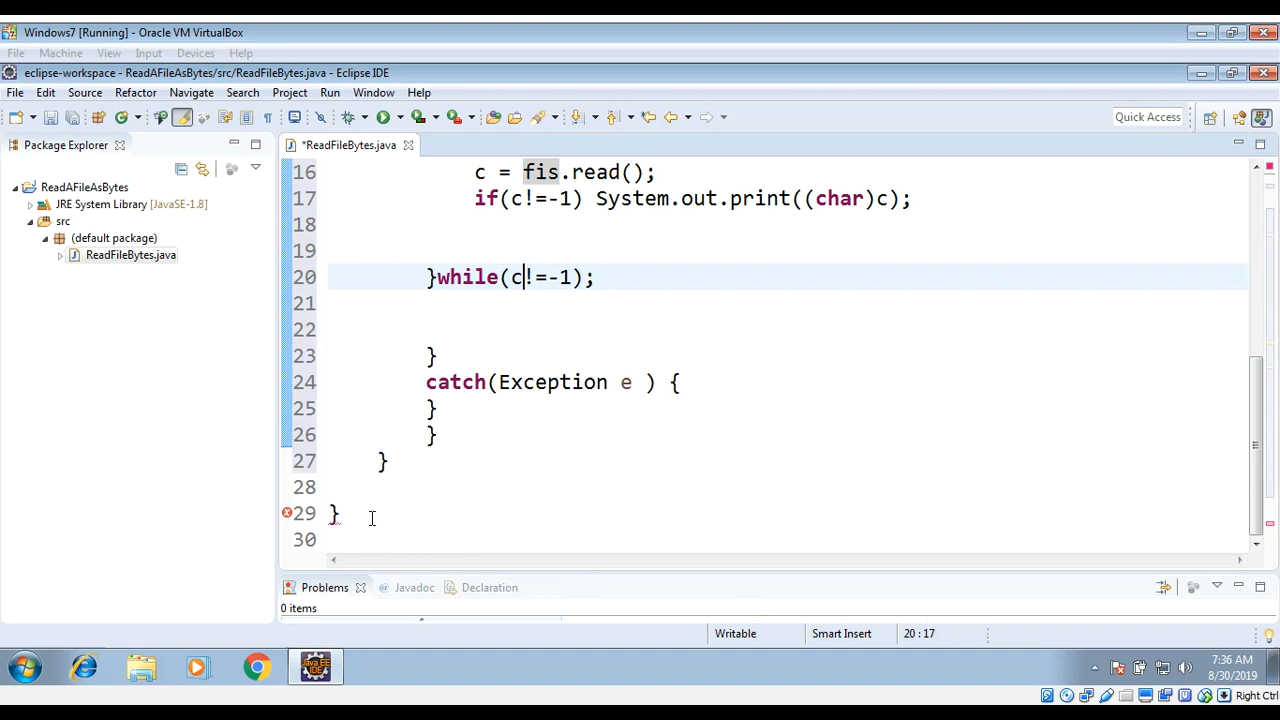 Windows7 [Running] - Oracle VM VirtualBox
File Machine View Input Devices Help
eclipse-workspace - ReadAFileAsBytes/src/ReadFileBytes.java - Eclipse IDE
File Edit Source Refactor Navigate Search Project Run Window Help
Quick Access
Package Explorer
*ReadFileBytes.java
ReadAFileAsBytes
JRE System Library [JavaSE-1.8]
src
(default package)
ReadFileBytes.java
16 c = fis.read();
17 if(c!=-1) System.out.print((char)c);
18
19
20 }while(c!=-1);
21
22
23 }
24 catch(Exception e ) {
25 }
26 }
27 }
28
29 }
30
Problems @ Javadoc Declaration
0 items
Writable Smart Insert 20 : 17
Java EE IDE
7:36 AM
8/30/2019
Right Ctrl